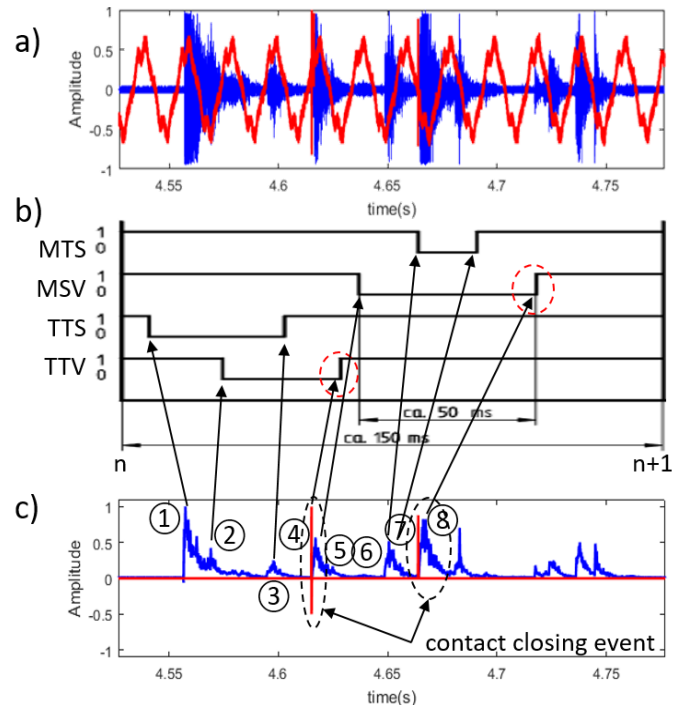 a)
Amplitude
1
0.5
0
-0.5
-1
4.55 4.6 4.65 4.7 4.75
time(s)
b)
MTS 1 0
MSV 1 0
TTS 1 0
TTV 1 0
ca. 50 ms
ca. 150 ms
n n+1
c)
Amplitude
1
0.5
0
-0.5
-1
1 2 3 4 5 6 7 8
contact closing event
4.55 4.6 4.65 4.7 4.75
time(s)